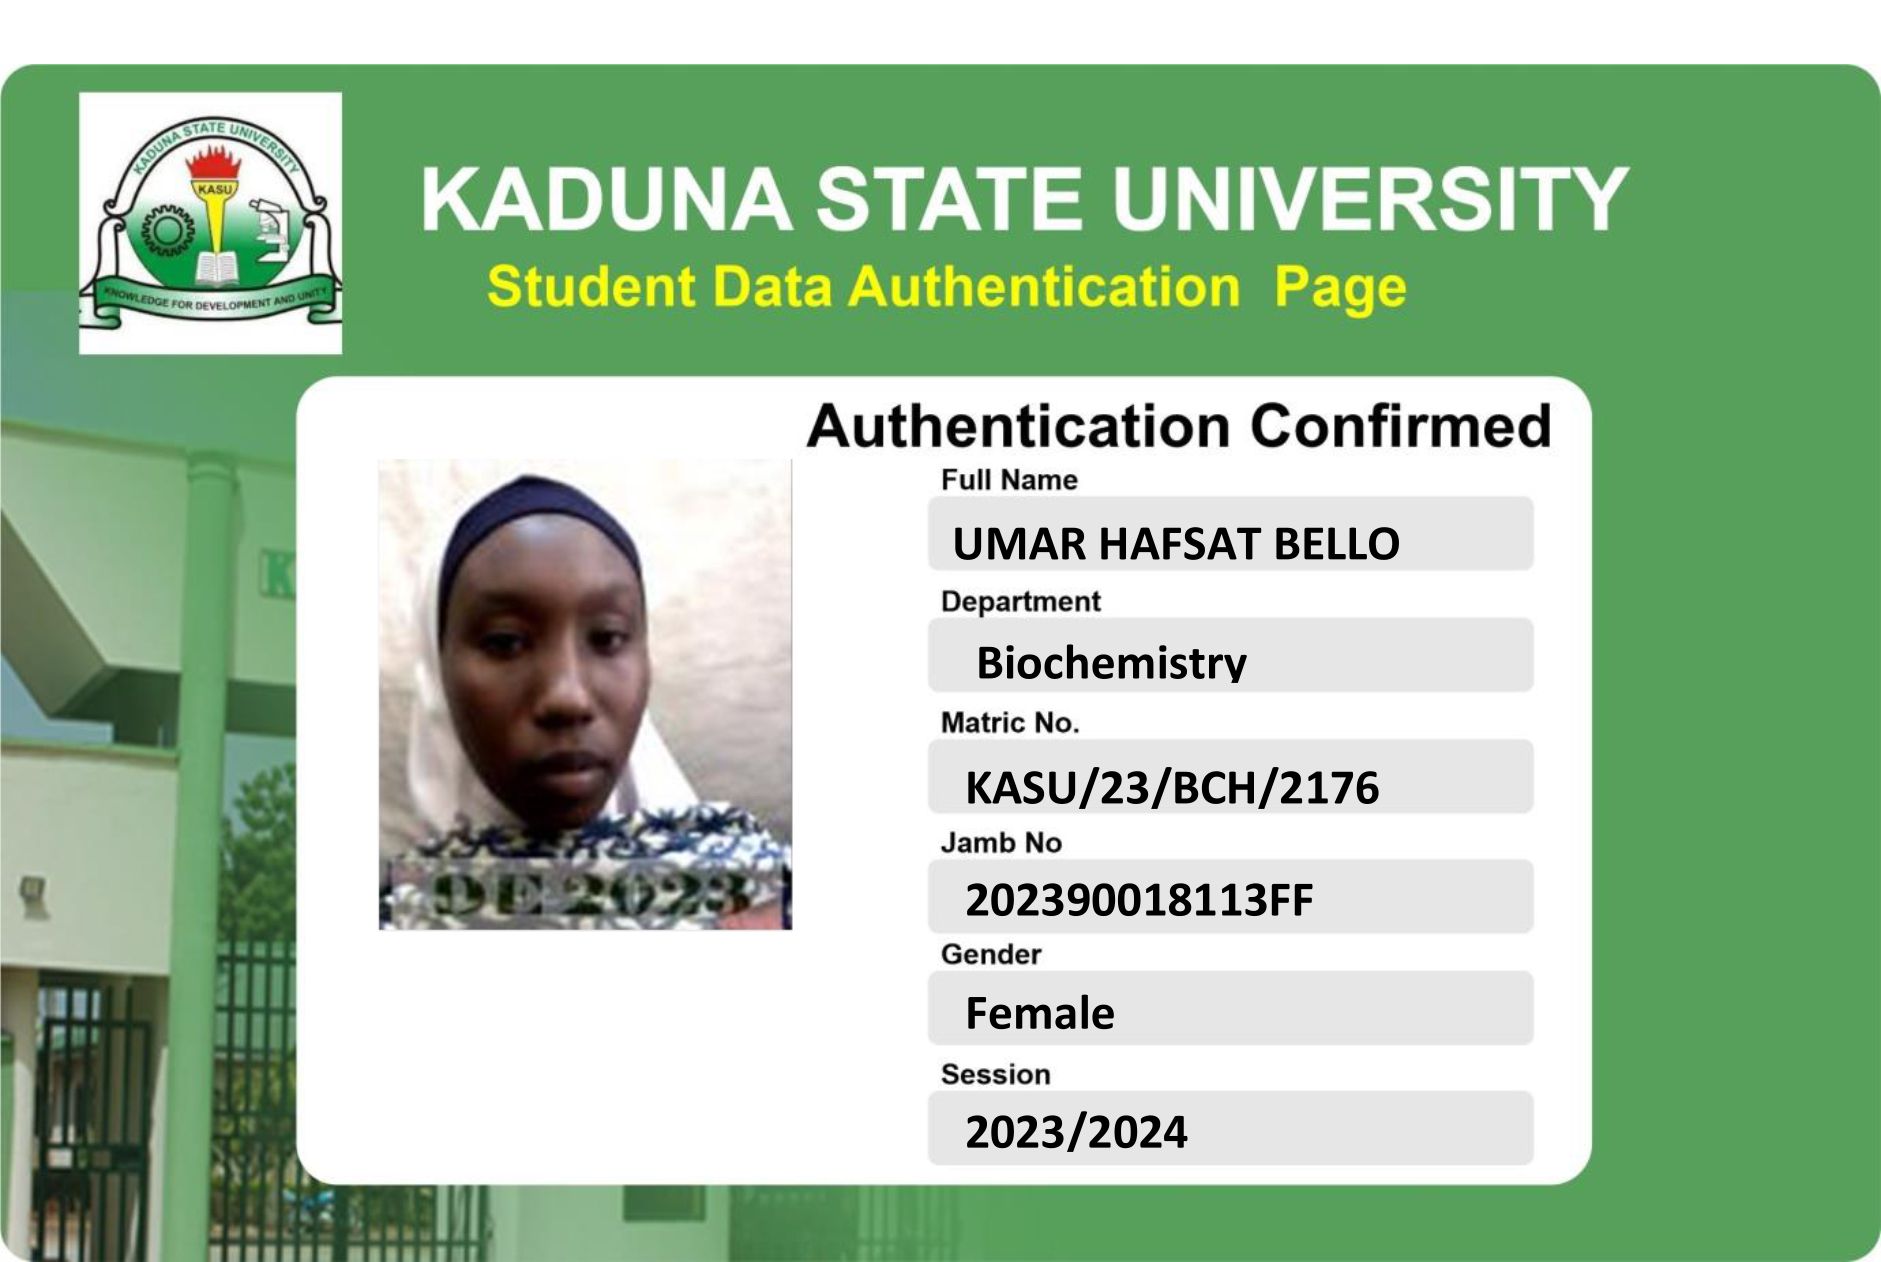 KADUNA STATE UNIVERSITY
KASU
KNOWLEDGE FOR DEVELOPMENT AND UNITY
KADUNA STATE UNIVERSITY
Student Data Authentication Page
Authentication Confirmed
Full Name
UMAR HAFSAT BELLO
Department
Biochemistry
Matric No.
KASU/23/BCH/2176
Jamb No
202390018113FF
Gender
Female
Session
2023/2024
K
DE 2023